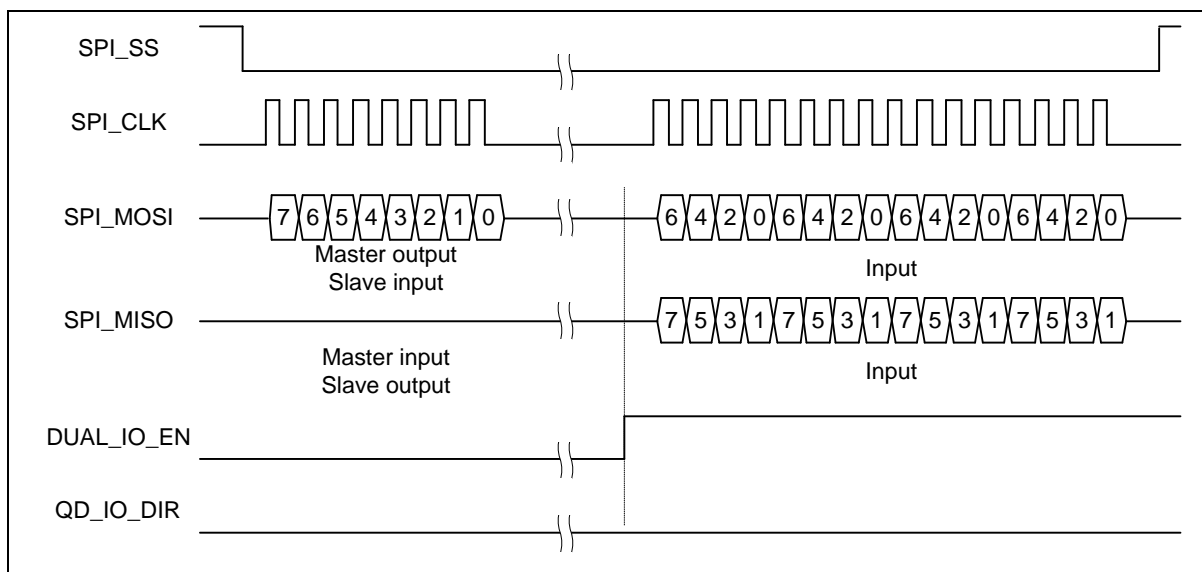 SPI_SS
SPI_CLK
SPI_MOSI 7 6 5 4 3 2 1 0 6 4 2 0 6 4 2 0 6 4 2 0 6 4 2 0
Master output
Slave input
Input
SPI_MISO 7 5 3 1 7 5 3 1 7 5 3 1 7 5 3 1
Master input
Slave output
Input
DUAL_IO_EN
QD_IO_DIR